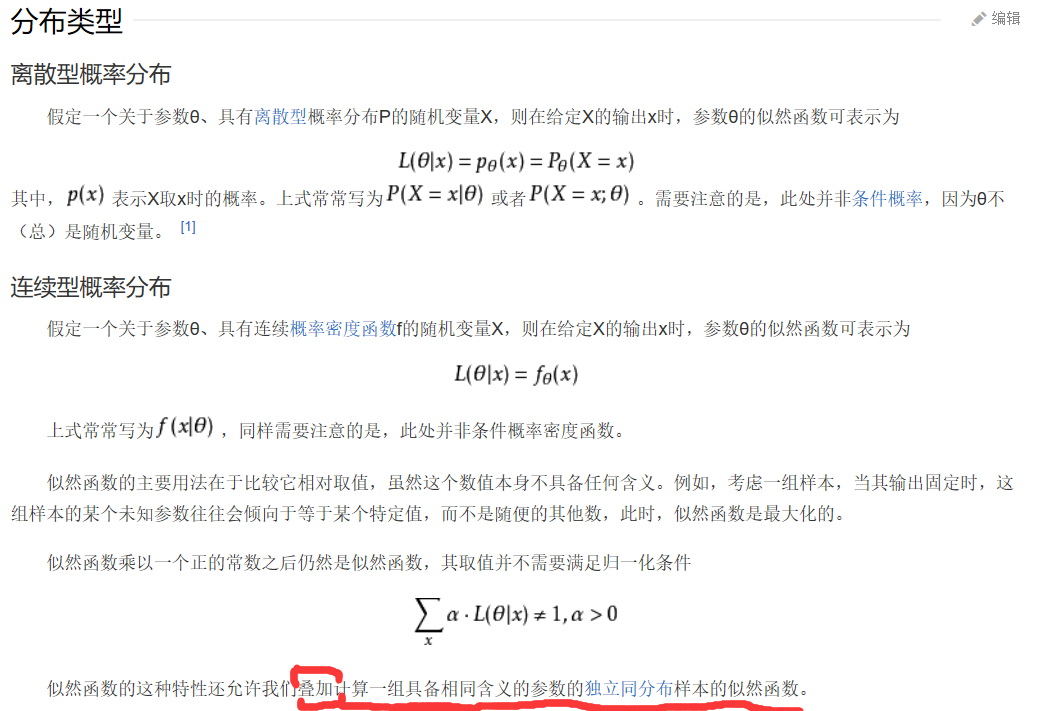 分布类型
编辑
离散型概率分布
假定一个关于参数θ、具有离散型概率分布P的随机变量X，则在给定X的输出x时，参数θ的似然函数可表示为
L(θ|x) = pθ(x) = Pθ(X = x)
其中， p(x) 表示X取x时的概率。上式常常写为P(X = x|θ) 或者P(X = x; θ) 。需要注意的是，此处并非条件概率，因为θ不
（总）是随机变量。 [1]
连续型概率分布
假定一个关于参数θ、具有连续概率密度函数f的随机变量X，则在给定X的输出x时，参数θ的似然函数可表示为
L(θ|x) = fθ(x)
上式常常写为f(x|θ) ，同样需要注意的是，此处并非条件概率密度函数。
似然函数的主要用法在于比较它相对取值，虽然这个数值本身不具备任何含义。例如，考虑一组样本，当其输出固定时，这
组样本的某个未知参数往往会倾向于等于某个特定值，而不是随便的其他数，此时，似然函数是最大化的。
似然函数乘以一个正的常数之后仍然是似然函数，其取值并不需要满足归一化条件
∑x α · L(θ|x) ≠ 1, α > 0
似然函数的这种特性还允许我们叠加计算一组具备相同含义的参数的独立同分布样本的似然函数。